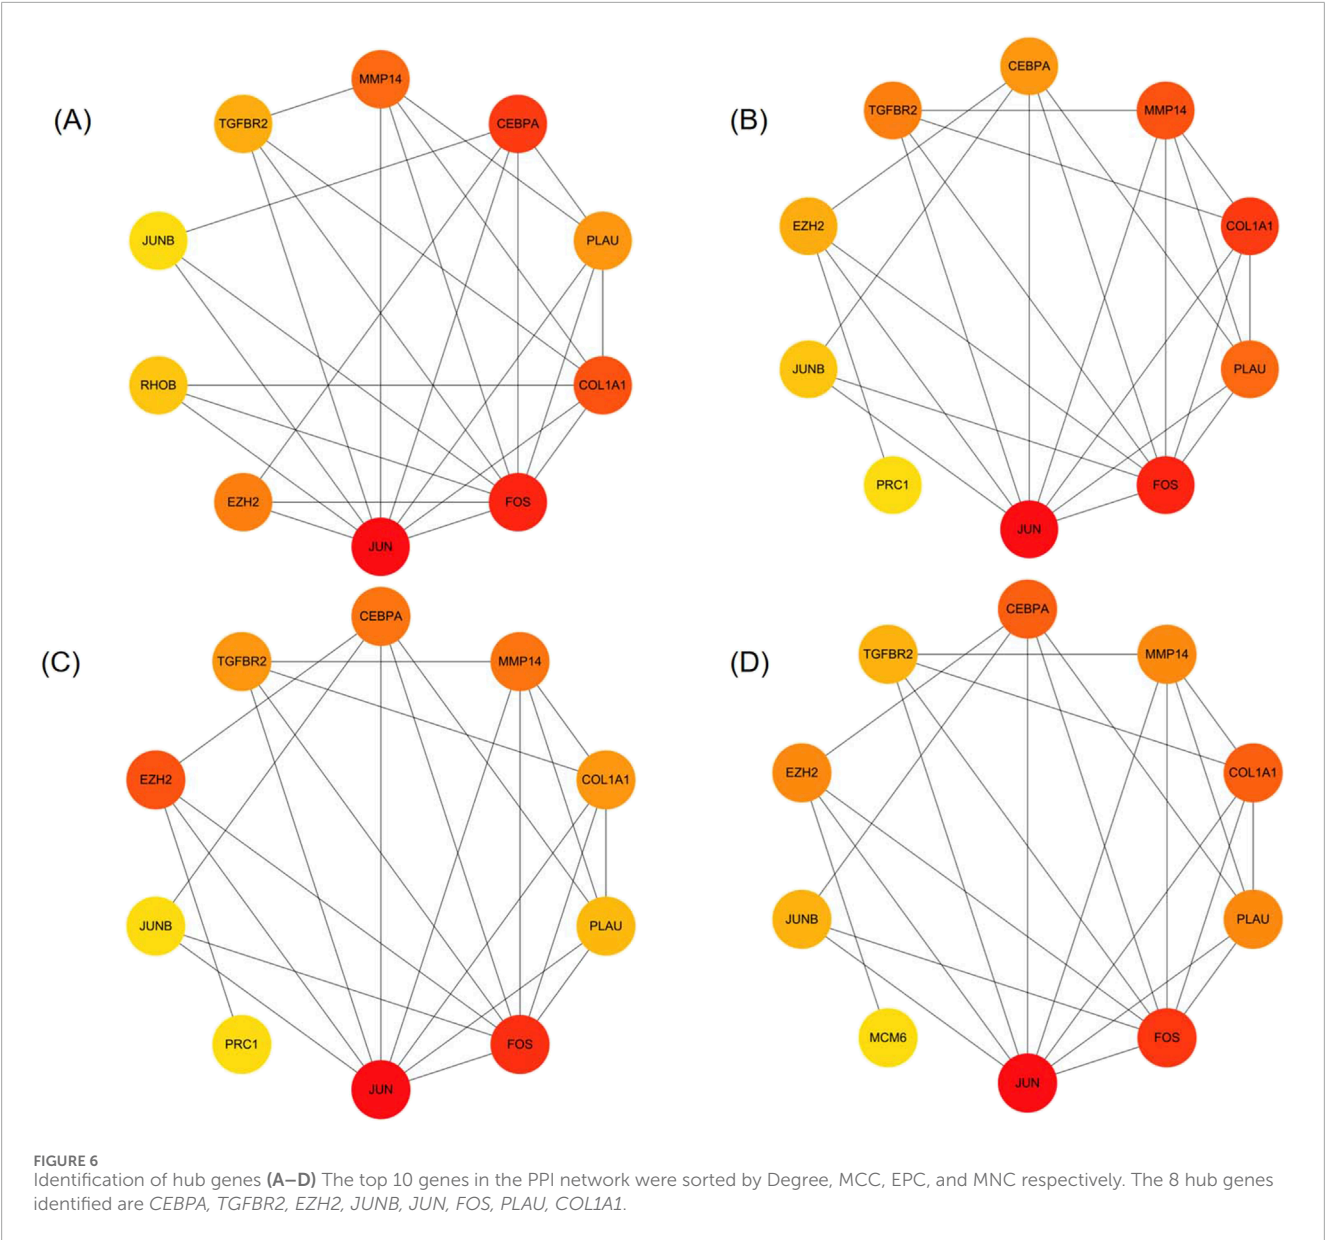 (A)
MMP14
TGFBR2
CEBPA
JUNB
PLAU
RHOB
COL1A1
EZH2
FOS
JUN
(B)
CEBPA
TGFBR2
MMP14
EZH2
COL1A1
JUNB
PLAU
PRC1
FOS
JUN
(C)
CEBPA
TGFBR2
MMP14
EZH2
COL1A1
JUNB
PLAU
PRC1
FOS
JUN
(D)
CEBPA
TGFBR2
MMP14
EZH2
COL1A1
JUNB
PLAU
MCM6
FOS
JUN
FIGURE 6
Identification of hub genes (A–D) The top 10 genes in the PPI network were sorted by Degree, MCC, EPC, and MNC respectively. The 8 hub genes
identified are CEBPA, TGFBR2, EZH2, JUNB, JUN, FOS, PLAU, COL1A1.